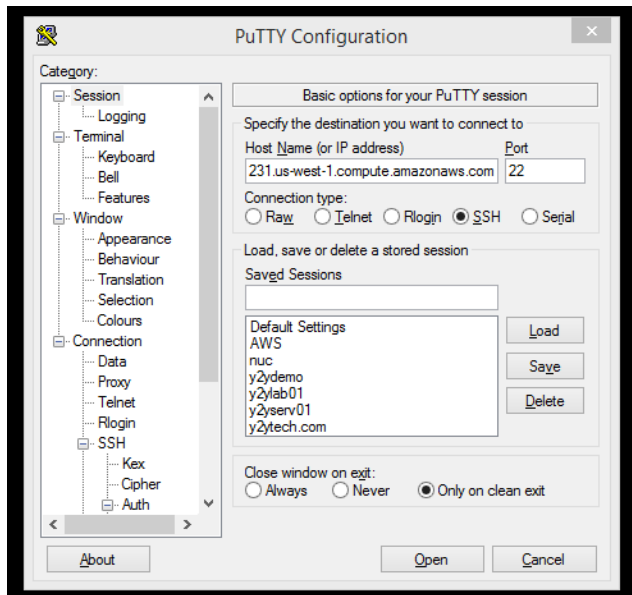 PuTTY Configuration
Category:
Session
Logging
Terminal
Keyboard
Bell
Features
Window
Appearance
Behaviour
Translation
Selection
Colours
Connection
Data
Proxy
Telnet
Rlogin
SSH
Kex
Cipher
Auth
Basic options for your PuTTY session
Specify the destination you want to connect to
Host Name (or IP address) Port
231.us-west-1.compute.amazonaws.com 22
Connection type:
Raw Telnet Rlogin SSH Serial
Load, save or delete a stored session
Saved Sessions
Default Settings
AWS
nuc
y2ydemo
y2ylab01
y2yserv01
y2ytech.com
Load
Save
Delete
Close window on exit:
Always Never Only on clean exit
About Open Cancel